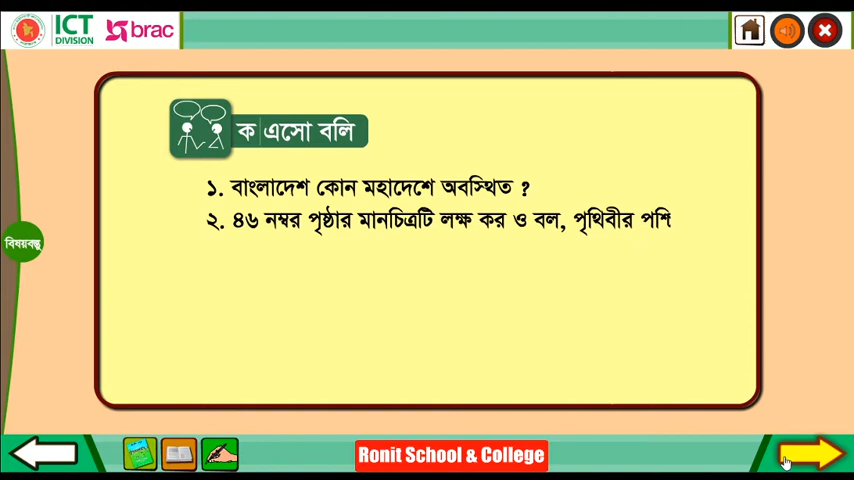 ICT
DIVISION
brac
ক এসো বলি
১. বাংলাদেশ কোন মহাদেশে অবস্থিত ?
২. ৪৬ নম্বর পৃষ্ঠার মানচিত্রটি লক্ষ কর ও বল, পৃথিবীর
বিষয়বস্তু
Ronit School & College